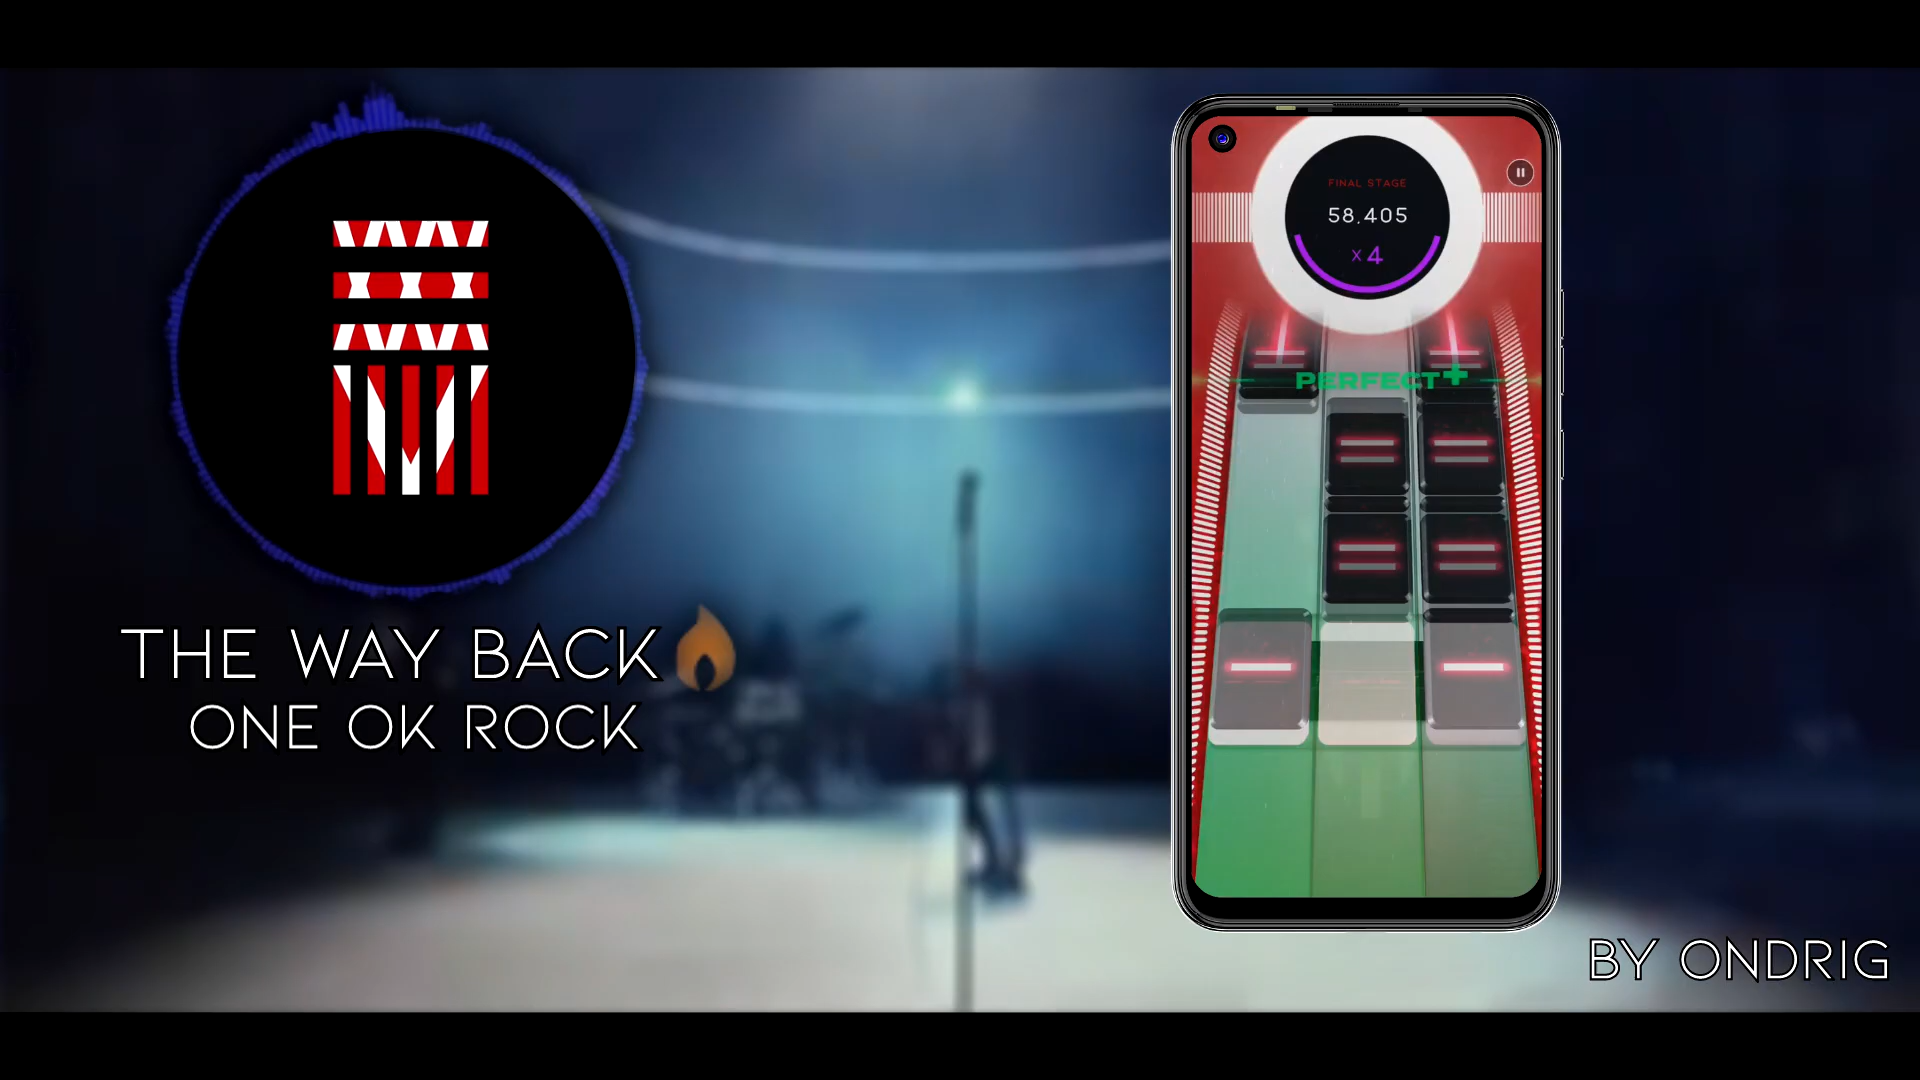 THE WAY BACK
ONE OK ROCK
FINAL STAGE
58,405
x4
PERFECT+
BY ONDRIG